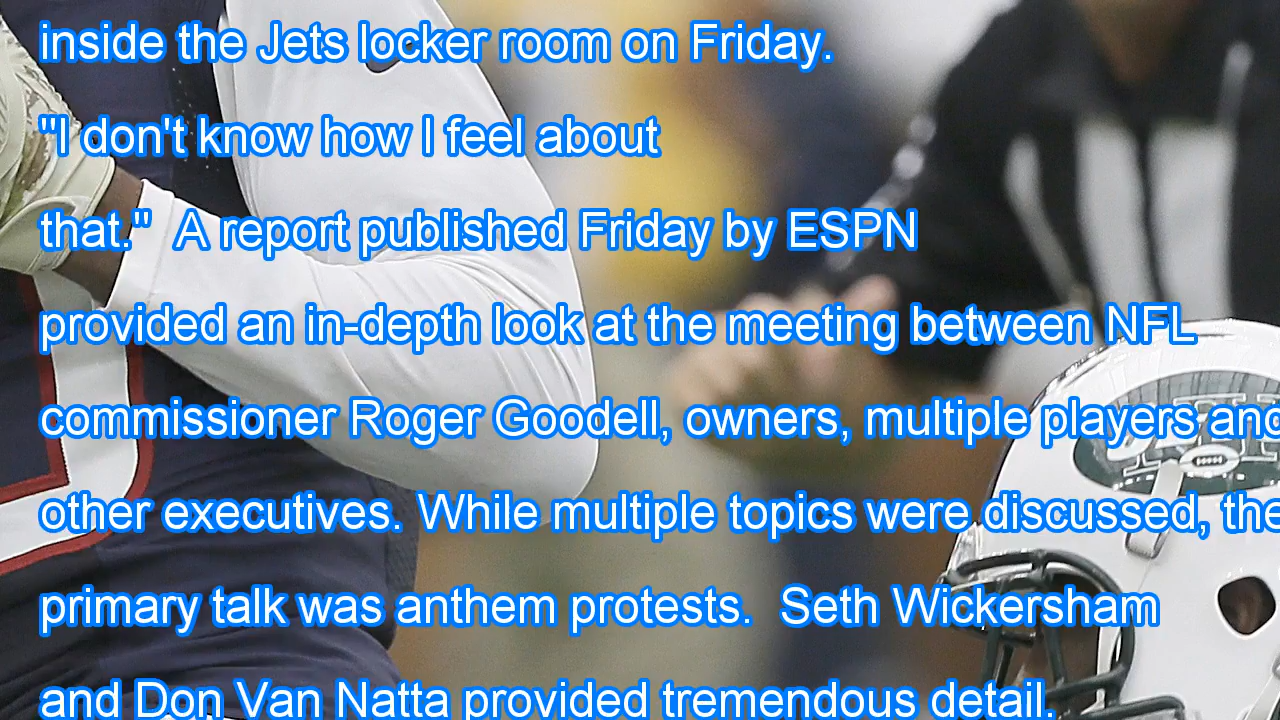 inside the Jets locker room on Friday.
"I don't know how I feel about
that."  A report published Friday by ESPN
provided an in-depth look at the meeting between NFL
commissioner Roger Goodell, owners, multiple players and
other executives.  While multiple topics were discussed, the
primary talk was anthem protests.  Seth Wickersham
and Don Van Natta provided tremendous detail.